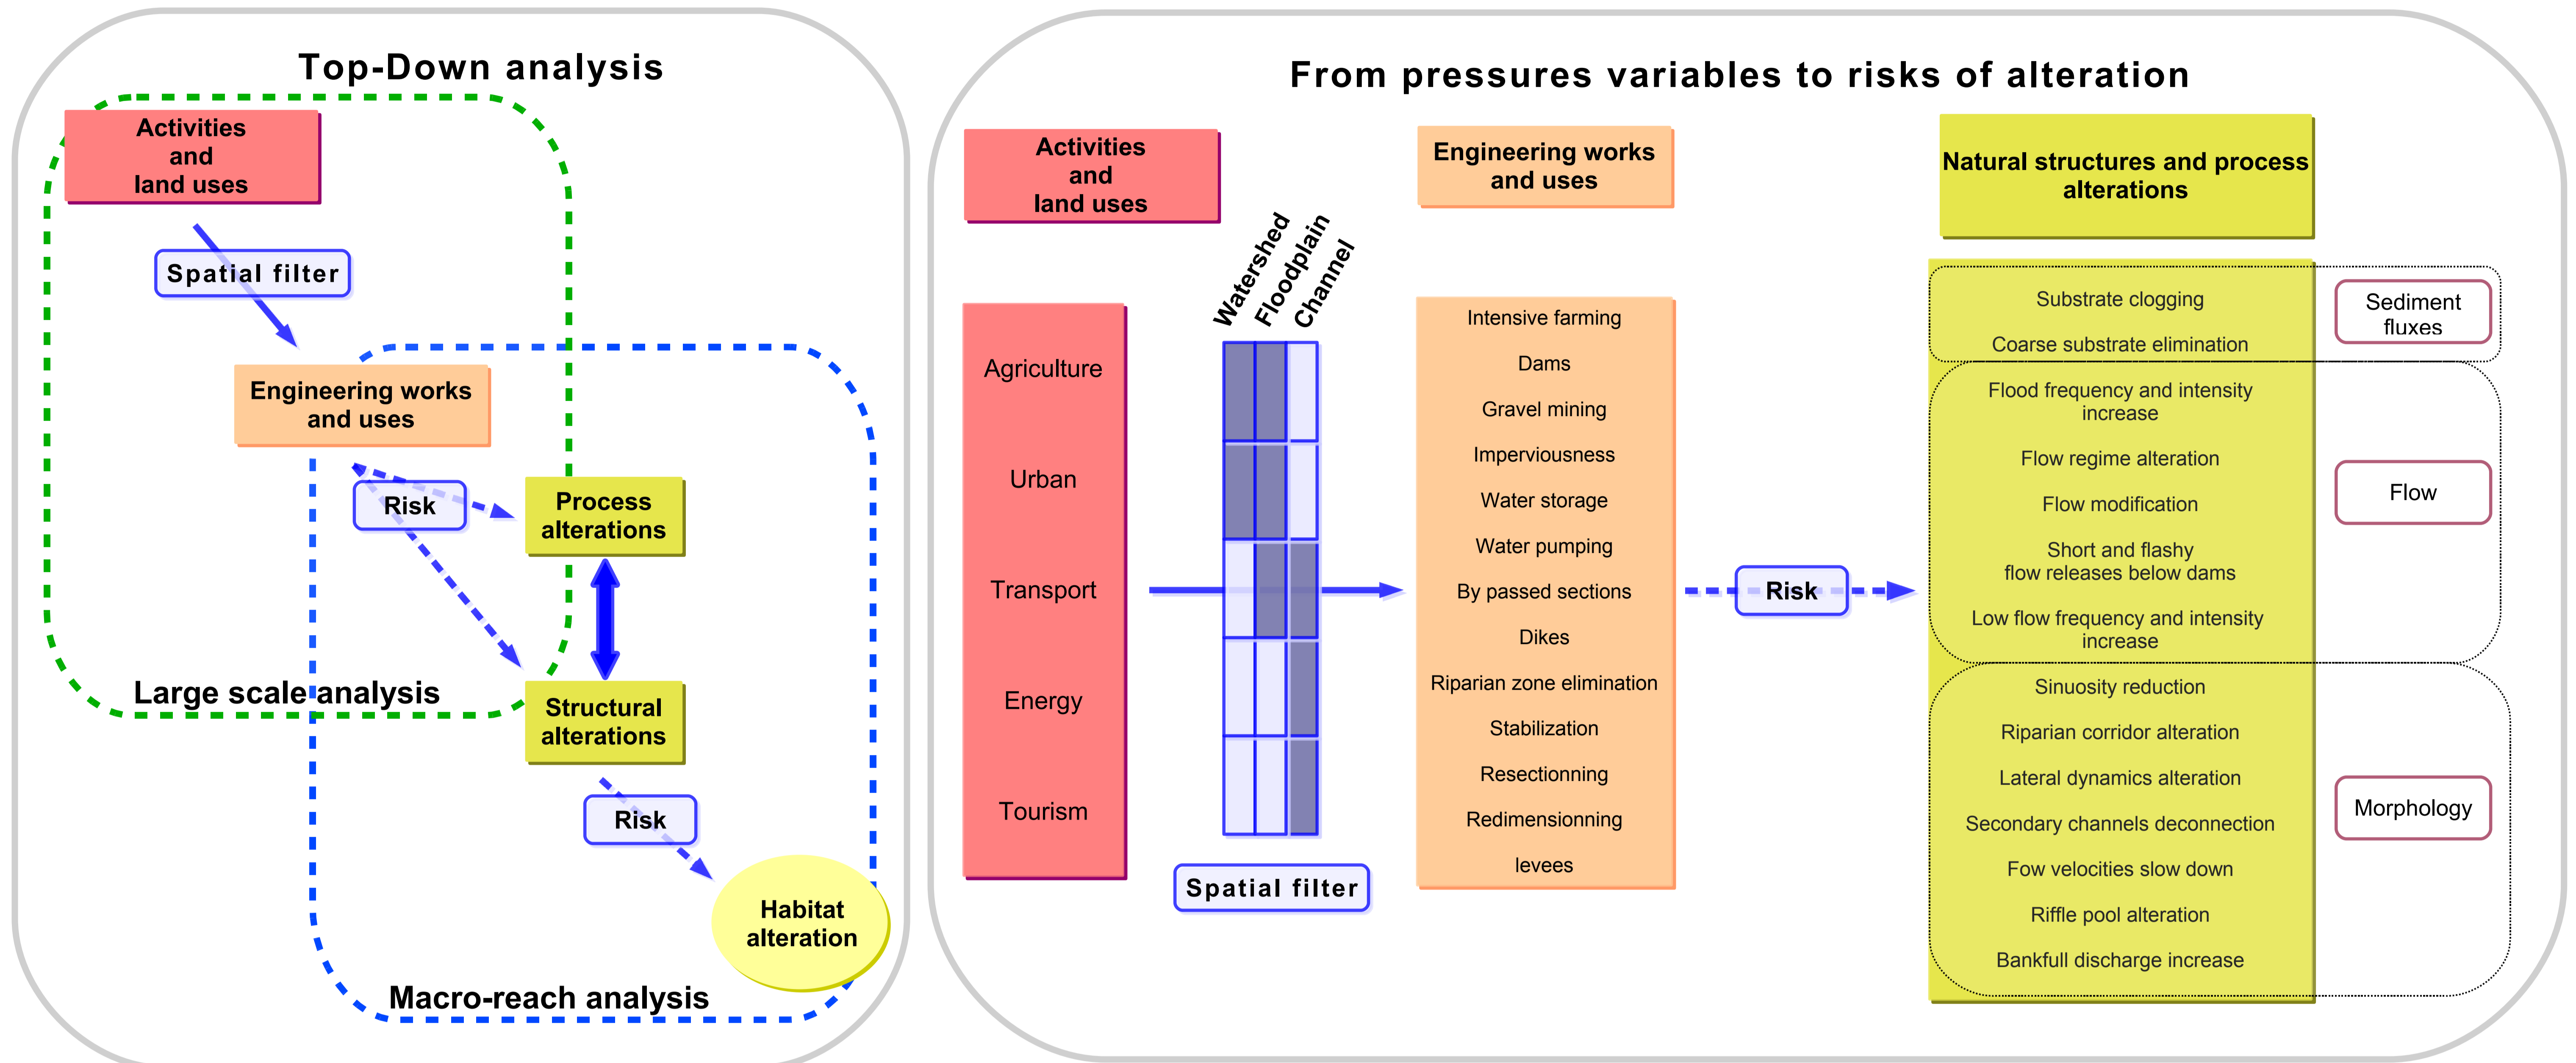 Top-Down analysis
Activities
and
land uses
Spatial filter
Engineering works
and uses
Risk
Process
alterations
Large scale analysis
Structural
alterations
Risk
Habitat
alteration
Macro-reach analysis
From pressures variables to risks of alteration
Activities
and
land uses
Engineering works
and uses
Natural structures and process
alterations
Watershed
Floodplain
Channel
Agriculture
Urban
Transport
Energy
Tourism
Spatial filter
Intensive farming
Dams
Gravel mining
Imperviousness
Water storage
Water pumping
By passed sections
Dikes
Riparian zone elimination
Stabilization
Resectionning
Redimensionning
levees
Risk
Substrate clogging
Coarse substrate elimination
Sediment
fluxes
Flood frequency and intensity
increase
Flow regime alteration
Flow modification
Short and flashy
flow releases below dams
Low flow frequency and intensity
increase
Flow
Sinuosity reduction
Riparian corridor alteration
Lateral dynamics alteration
Secondary channels deconnection
Fow velocities slow down
Riffle pool alteration
Bankfull discharge increase
Morphology